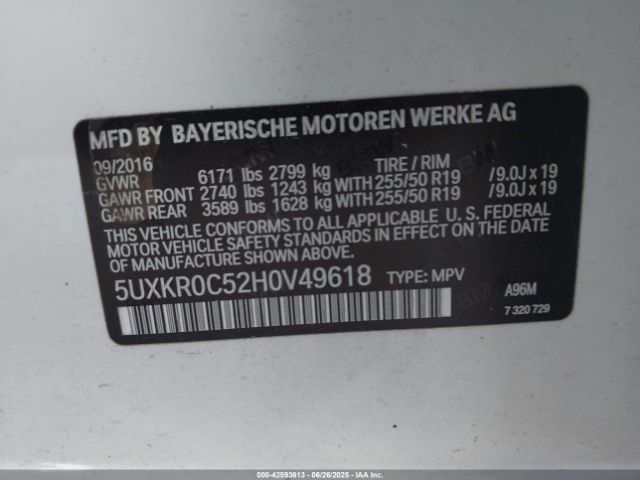 MFD BY BAYERISCHE MOTOREN WERKE AG
09/2016
GVWR 6171 lbs 2799 kg TIRE / RIM
GAWR FRONT 2740 lbs 1243 kg WITH 255/50 R19 /9.0J x 19
GAWR REAR 3589 lbs 1628 kg WITH 255/50 R19 /9.0J x 19
THIS VEHICLE CONFORMS TO ALL APPLICABLE U.S. FEDERAL
MOTOR VEHICLE SAFETY STANDARDS IN EFFECT ON THE DATE
OF MANUFACTURE SHOWN ABOVE.
5UXKR0C52H0V49618 TYPE: MPV
A96M
7 320 729
000-42593613 - 06/26/2025 - IAAI.COM